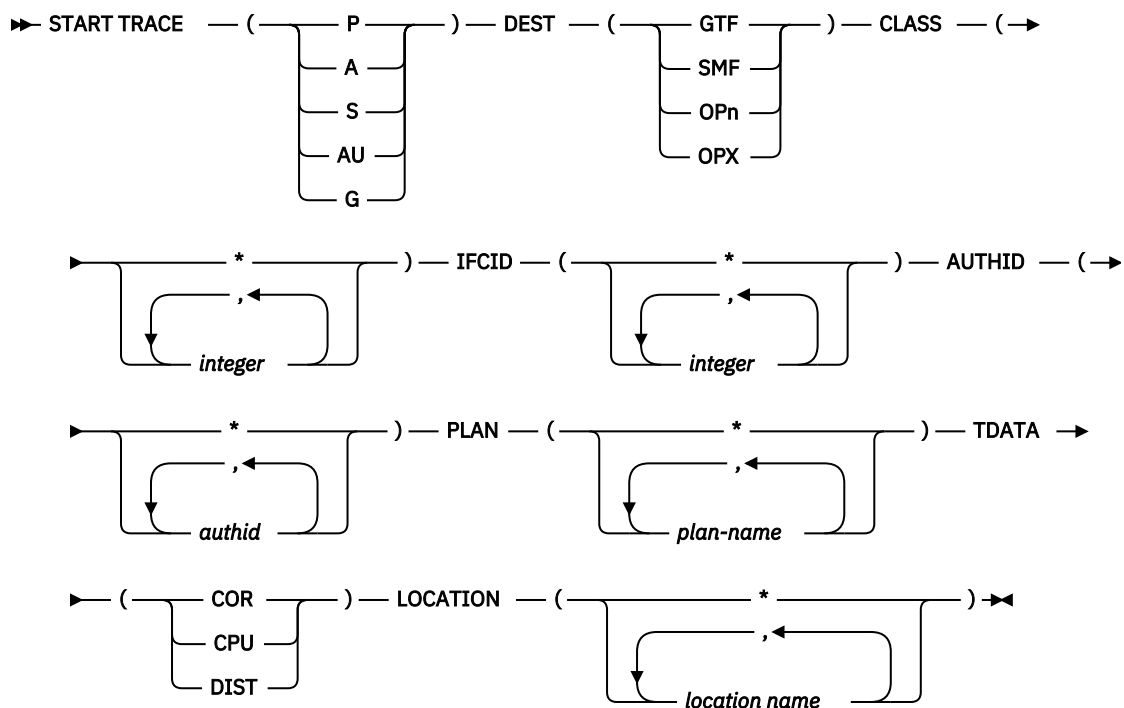 START TRACE ( P ) DEST ( GTF ) CLASS (
A SMF
S OPn
AU OPX
G
* ) IFCID ( * ) AUTHID (
, ,
integer integer
* ) PLAN ( * ) TDATA
, ,
authid plan-name
( COR ) LOCATION ( * )
CPU ,
DIST location name